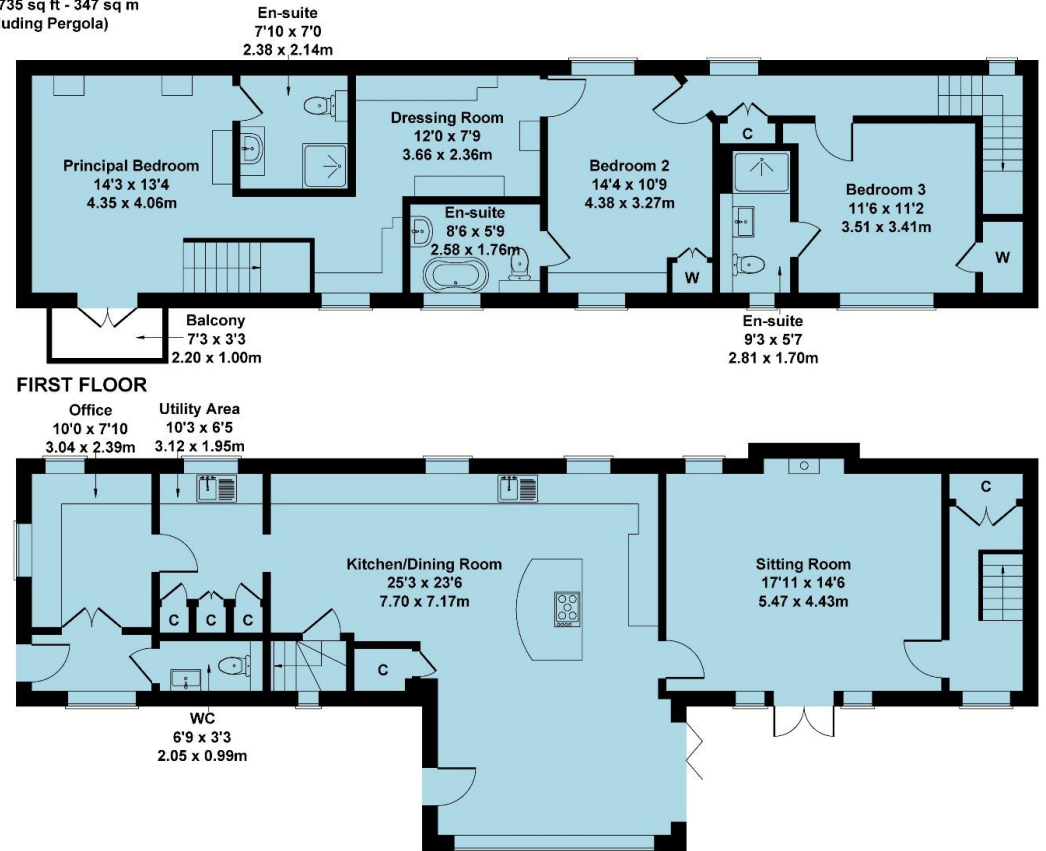 735 sq ft - 347 sq m
uding Pergola)
En-suite
7'10 x 7'0
2.38 x 2.14m
Principal Bedroom
14'3 x 13'4
4.35 x 4.06m
Dressing Room
12'0 x 7'9
3.66 x 2.36m
En-suite
8'6 x 5'9
2.58 x 1.76m
Bedroom 2
14'4 x 10'9
4.38 x 3.27m
W
C
Bedroom 3
11'6 x 11'2
3.51 x 3.41m
W
Balcony
7'3 x 3'3
2.20 x 1.00m
En-suite
9'3 x 5'7
2.81 x 1.70m
FIRST FLOOR
Office
10'0 x 7'10
3.04 x 2.39m
Utility Area
10'3 x 6'5
3.12 x 1.95m
C
C
C
Kitchen/Dining Room
25'3 x 23'6
7.70 x 7.17m
C
Sitting Room
17'11 x 14'6
5.47 x 4.43m
C
WC
6'9 x 3'3
2.05 x 0.99m